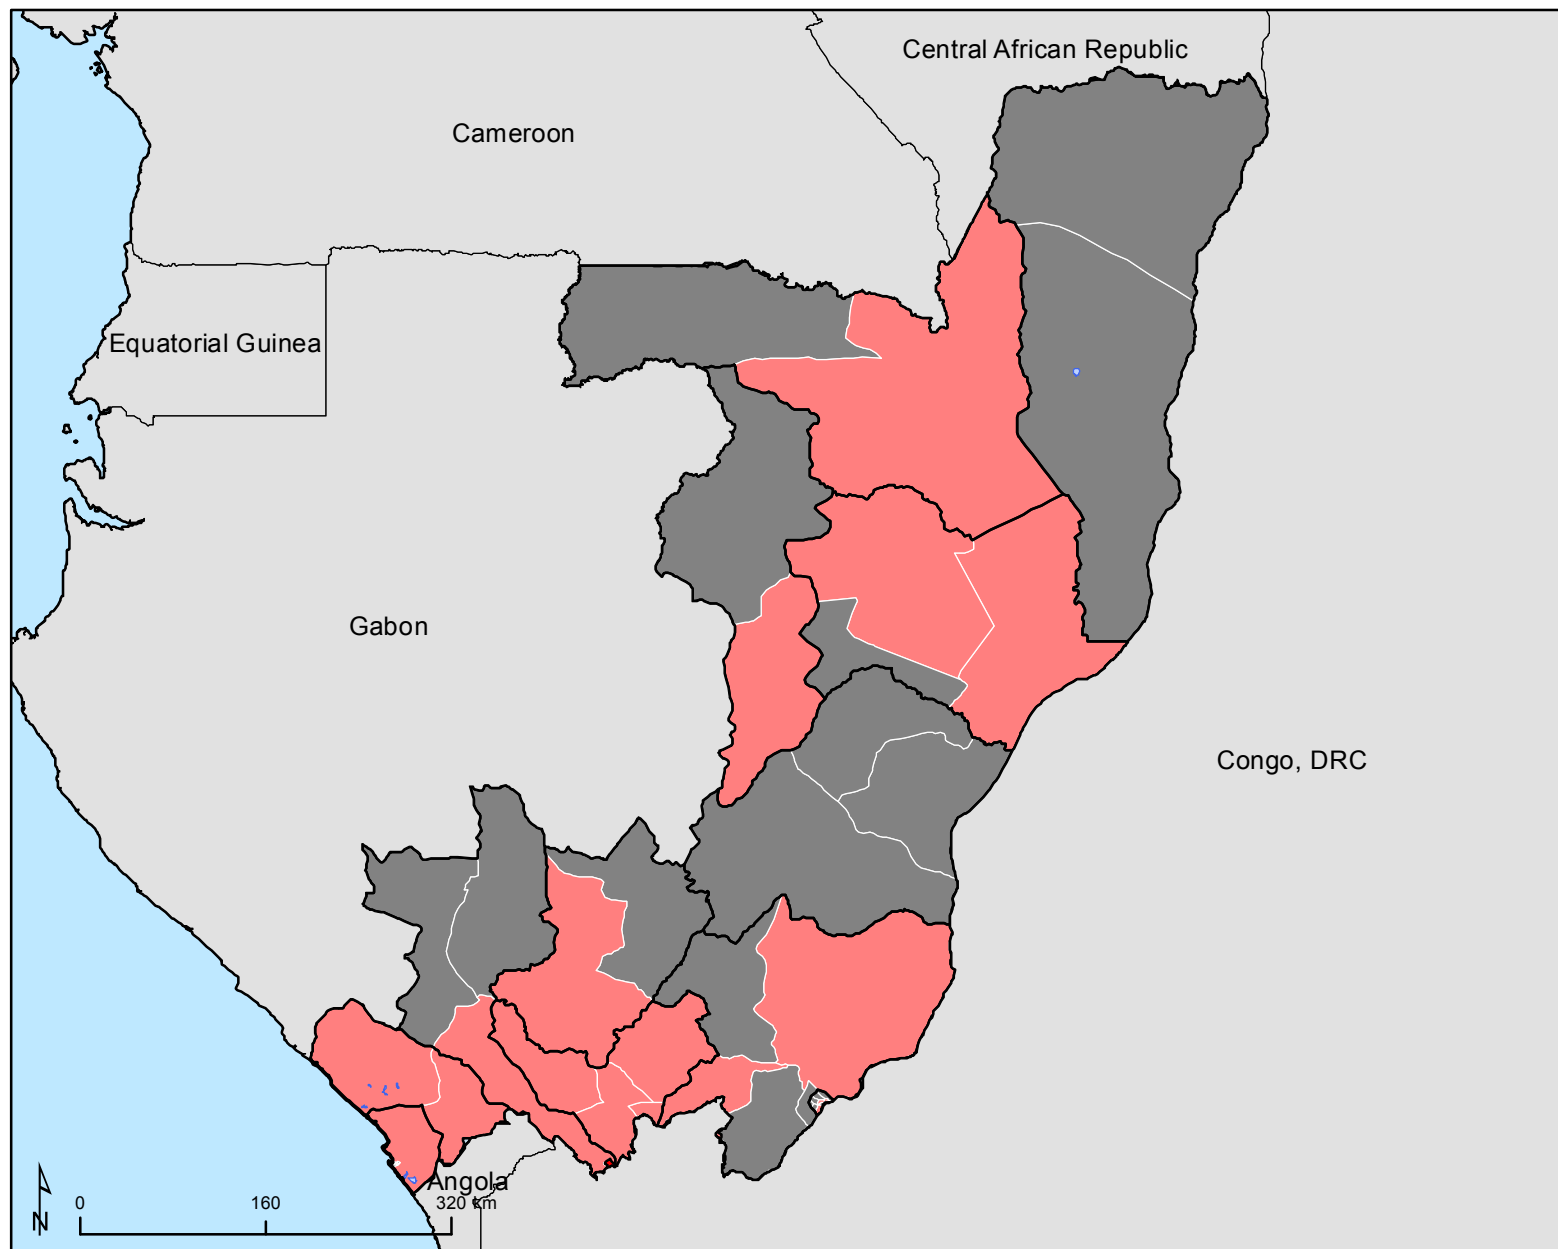 Central African Republic
Cameroon
Equatorial Guinea
Gabon
Congo, DRC
Angola
0 160 320 km
N